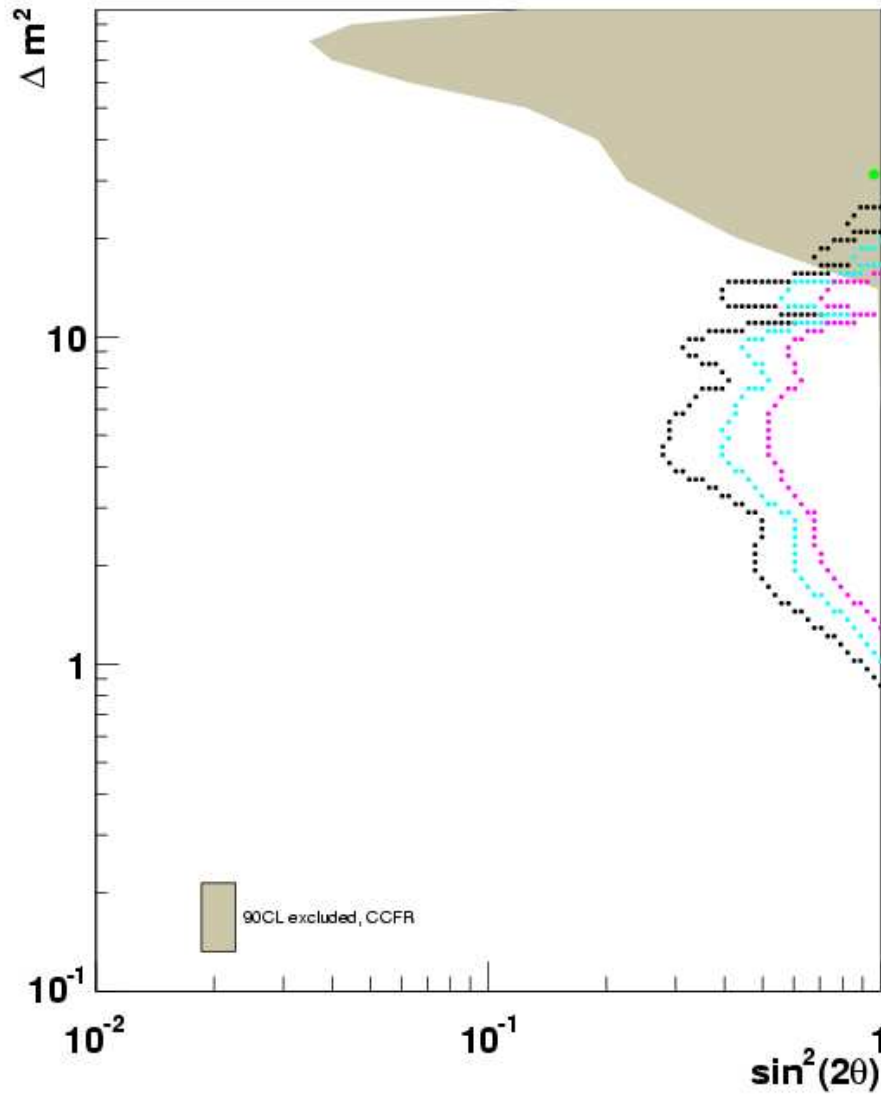 Δ m²
10
1
10⁻¹
90CL excluded, CCFR
10⁻² 10⁻¹ 1
sin²(2θ)